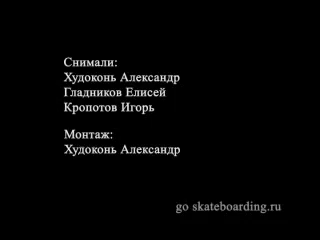 Снимали:
Худоконь Александр
Гладников Елисей
Кропотов Игорь
Монтаж:
Худоконь Александр
go skateboarding.ru